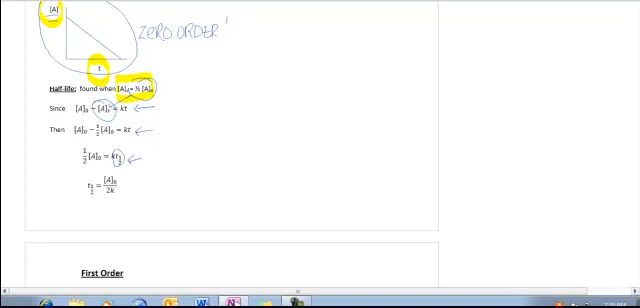 [A]
ZERO ORDER!
t
Half-life: found when [A]ₜ= ½ [A]₀
Since [A]₀ − [A]ₜ = kt
Then [A]₀ − ½[A]₀ = kt
½[A]₀ = kt½
t½ = [A]₀/2k
First Order